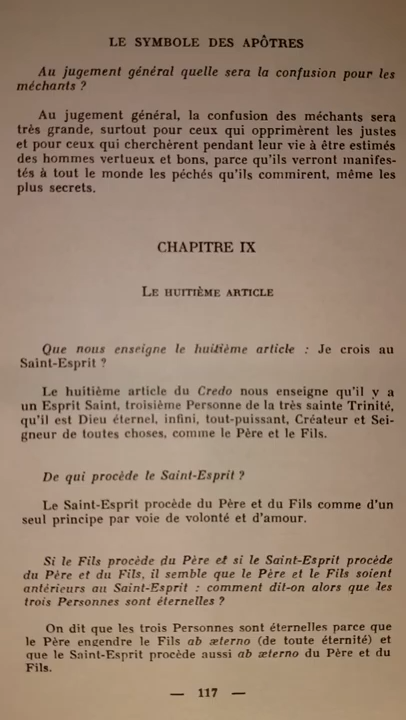 LE SYMBOLE DES APÔTRES
Au jugement général quelle sera la confusion pour les
méchants ?
Au jugement général, la confusion des méchants sera
très grande, surtout pour ceux qui opprimèrent les justes
et pour ceux qui cherchèrent pendant leur vie à être estimés
des hommes vertueux et bons, parce qu'ils verront manifes-
tés à tout le monde les péchés qu'ils commirent, même les
plus secrets.
CHAPITRE IX
LE HUITIÈME ARTICLE
Que nous enseigne le huitième article : Je crois au
Saint-Esprit ?
Le huitième article du Credo nous enseigne qu'il y a
un Esprit Saint, troisième Personne de la très sainte Trinité,
qu'il est Dieu éternel, infini, tout-puissant, Créateur et Sei-
gneur de toutes choses, comme le Père et le Fils.
De qui procède le Saint-Esprit ?
Le Saint-Esprit procède du Père et du Fils comme d'un
seul principe par voie de volonté et d'amour.
Si le Fils procède du Père et si le Saint-Esprit procède
du Père et du Fils, il semble que le Père et le Fils soient
antérieurs au Saint-Esprit : comment dit-on alors que les
trois Personnes sont éternelles ?
On dit que les trois Personnes sont éternelles parce que
le Père engendre le Fils ab æterno (de toute éternité) et
que le Saint-Esprit procède aussi ab æterno du Père et du
Fils.
— 117 —